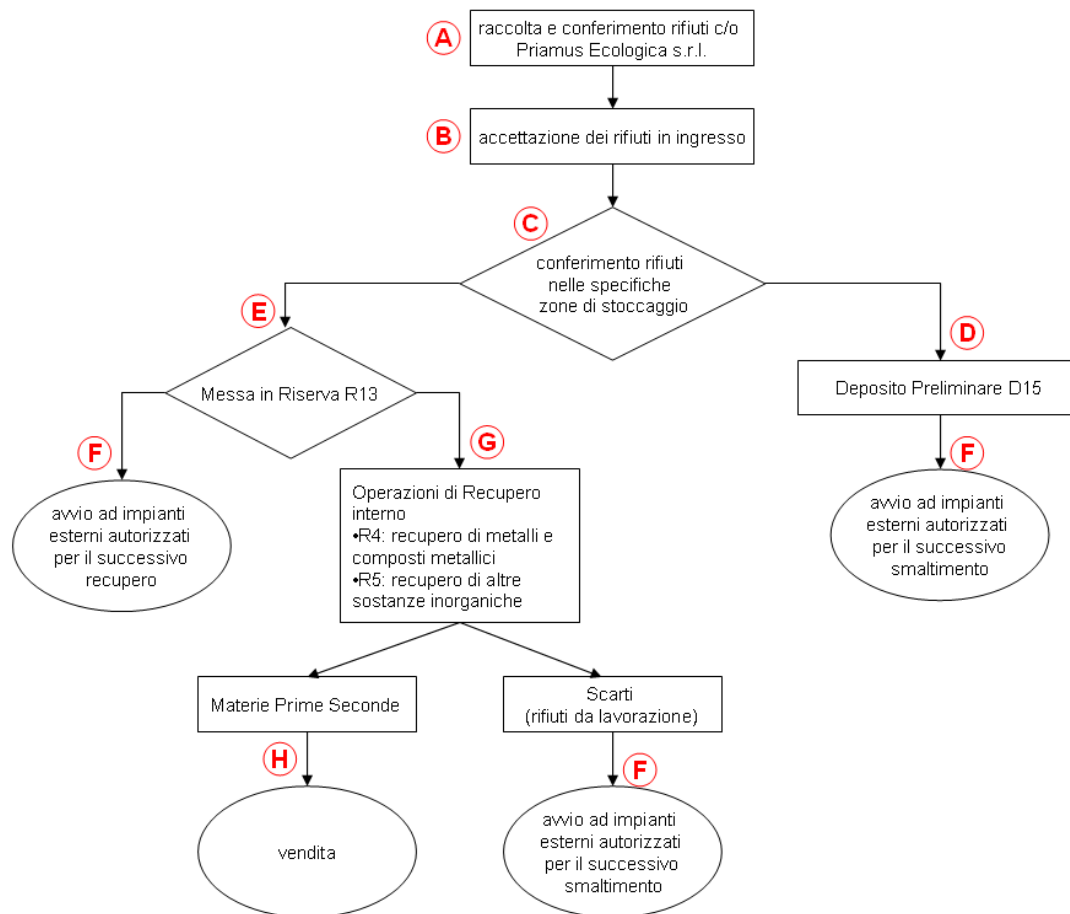 A
raccolta e conferimento rifiuti c/o
Priamus Ecologica s.r.l.
B
accettazione dei rifiuti in ingresso
C
conferimento rifiuti
nelle specifiche
zone di stoccaggio
E
D
Messa in Riserva R13
Deposito Preliminare D15
F
G
F
avvio ad impianti
esterni autorizzati
per il successivo
recupero
Operazioni di Recupero
interno
•R4: recupero di metalli e
composti metallici
•R5: recupero di altre
sostanze inorganiche
avvio ad impianti
esterni autorizzati
per il successivo
smaltimento
Materie Prime Seconde
Scarti
(rifiuti da lavorazione)
H
F
vendita
avvio ad impianti
esterni autorizzati
per il successivo
smaltimento